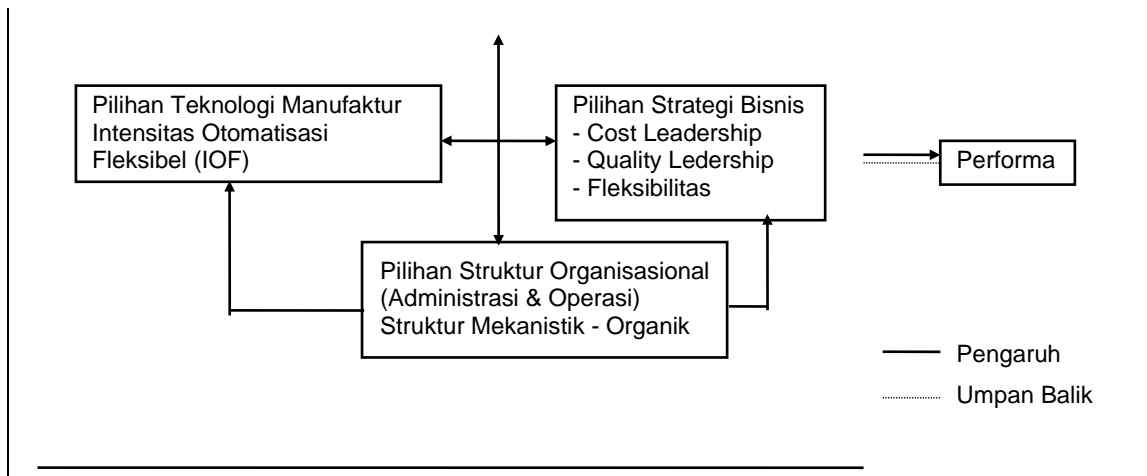 Pilihan Teknologi Manufaktur
Intensitas Otomatisasi
Fleksibel (IOF)
Pilihan Strategi Bisnis
- Cost Leadership
- Quality Ledership
- Fleksibilitas
Performa
Pilihan Struktur Organisasional
(Administrasi & Operasi)
Struktur Mekanistik - Organik
Pengaruh
Umpan Balik